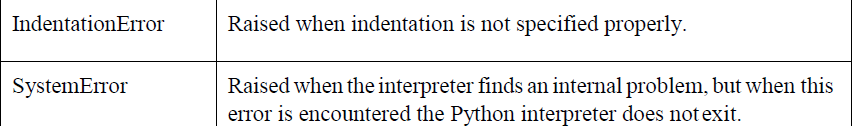 IndentationError Raised when indentation is not specified properly.
SystemError Raised when the interpreter finds an internal problem, but when this
error is encountered the Python interpreter does not exit.